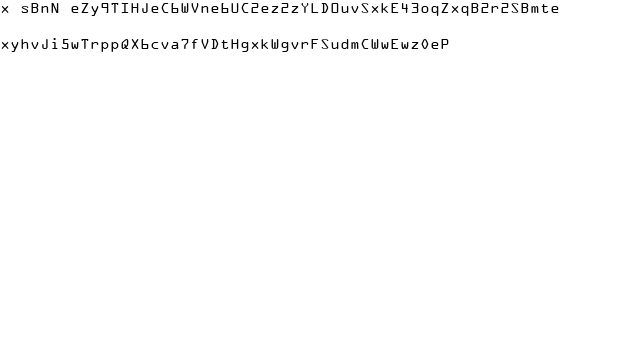 x sBnN eZy9TIHJeC6WVne6UC2ez2zYLDOuvSxkE43oqZxqB2r2SBmte
xyhvJi5wTrppQX6cva7fVDtHgxkWgvrFSudmCWwEwz0eP